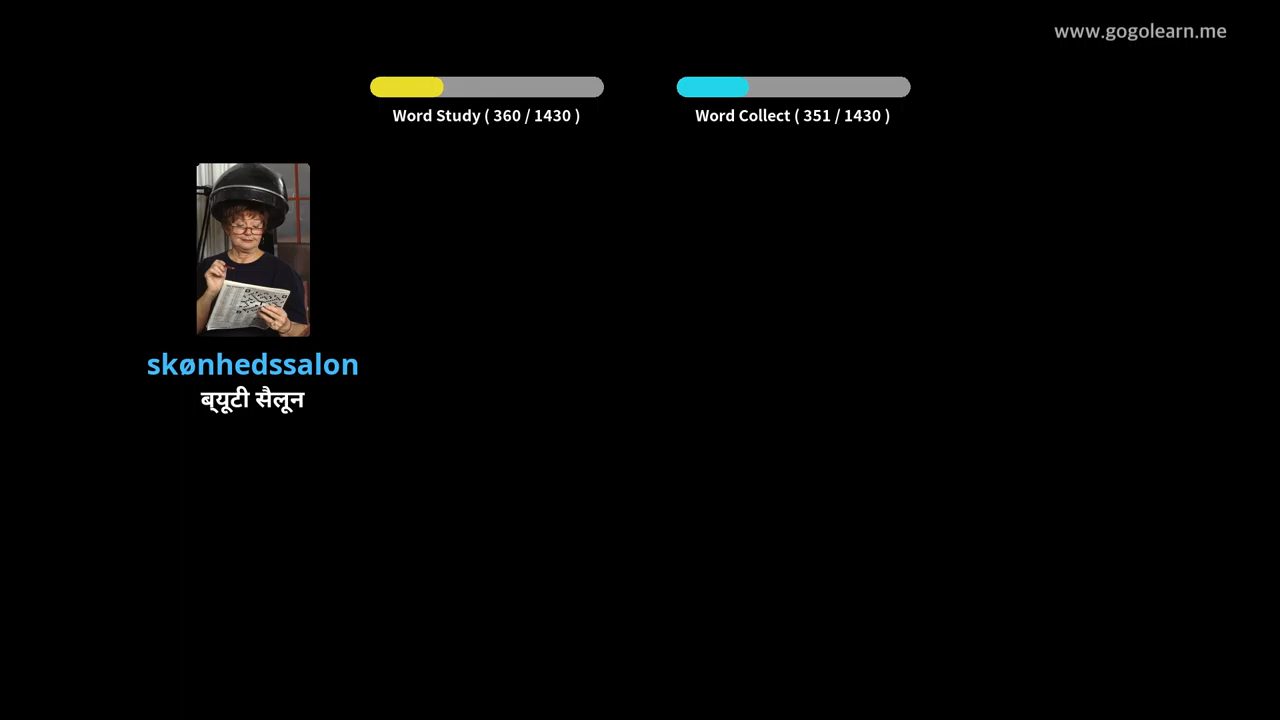 www.gogolearn.me
Word Study ( 360 / 1430 )
Word Collect ( 351 / 1430 )
skønhedssalon
ब्यूटी सैलून